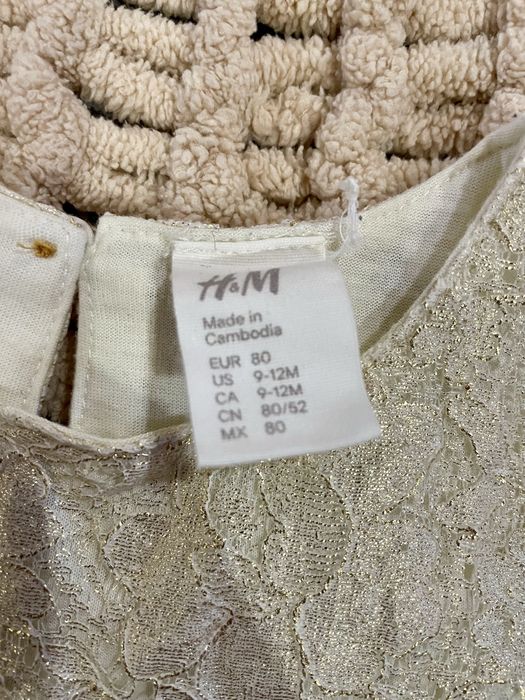 H&M
Made in
Cambodia
EUR 80
US 9-12M
CA 9-12M
CN 80/52
MX 80